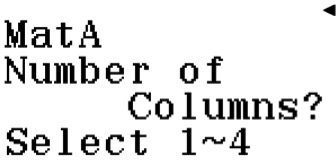 MatA
Number of
Columns?
Select 1~4